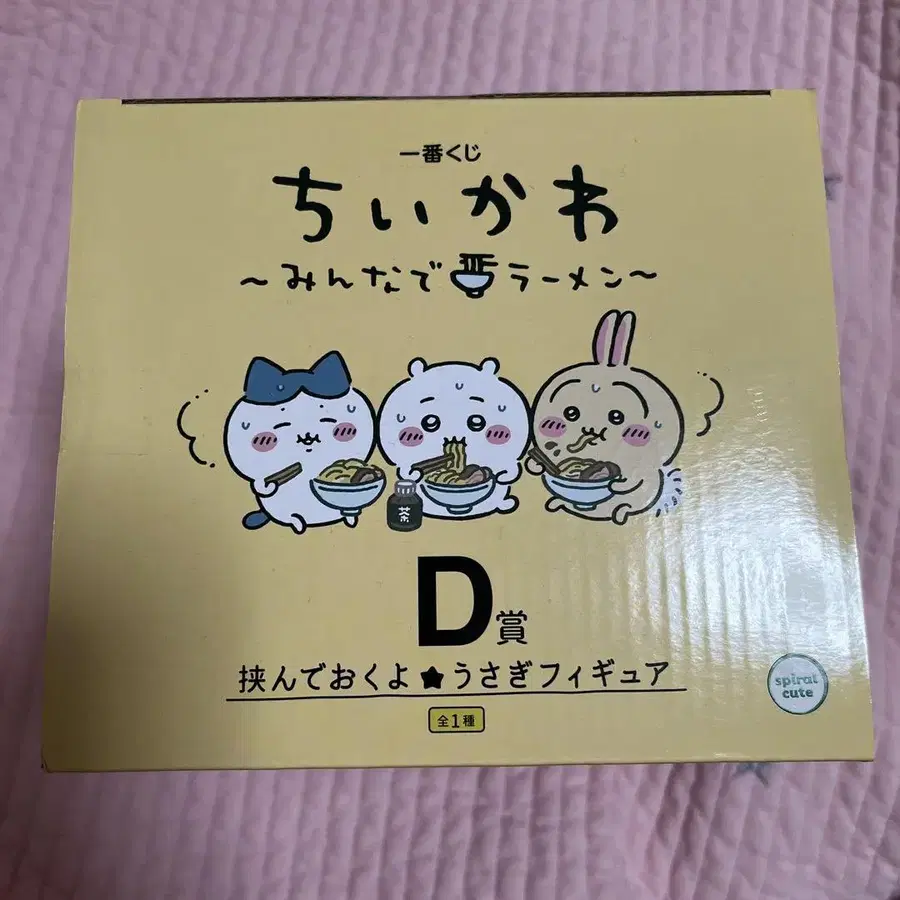 一番くじ
ちいかわ
～みんなでラーメン～
茶
D賞
挟んでおくよ★うさぎフィギュア
全1種
spiral
cute